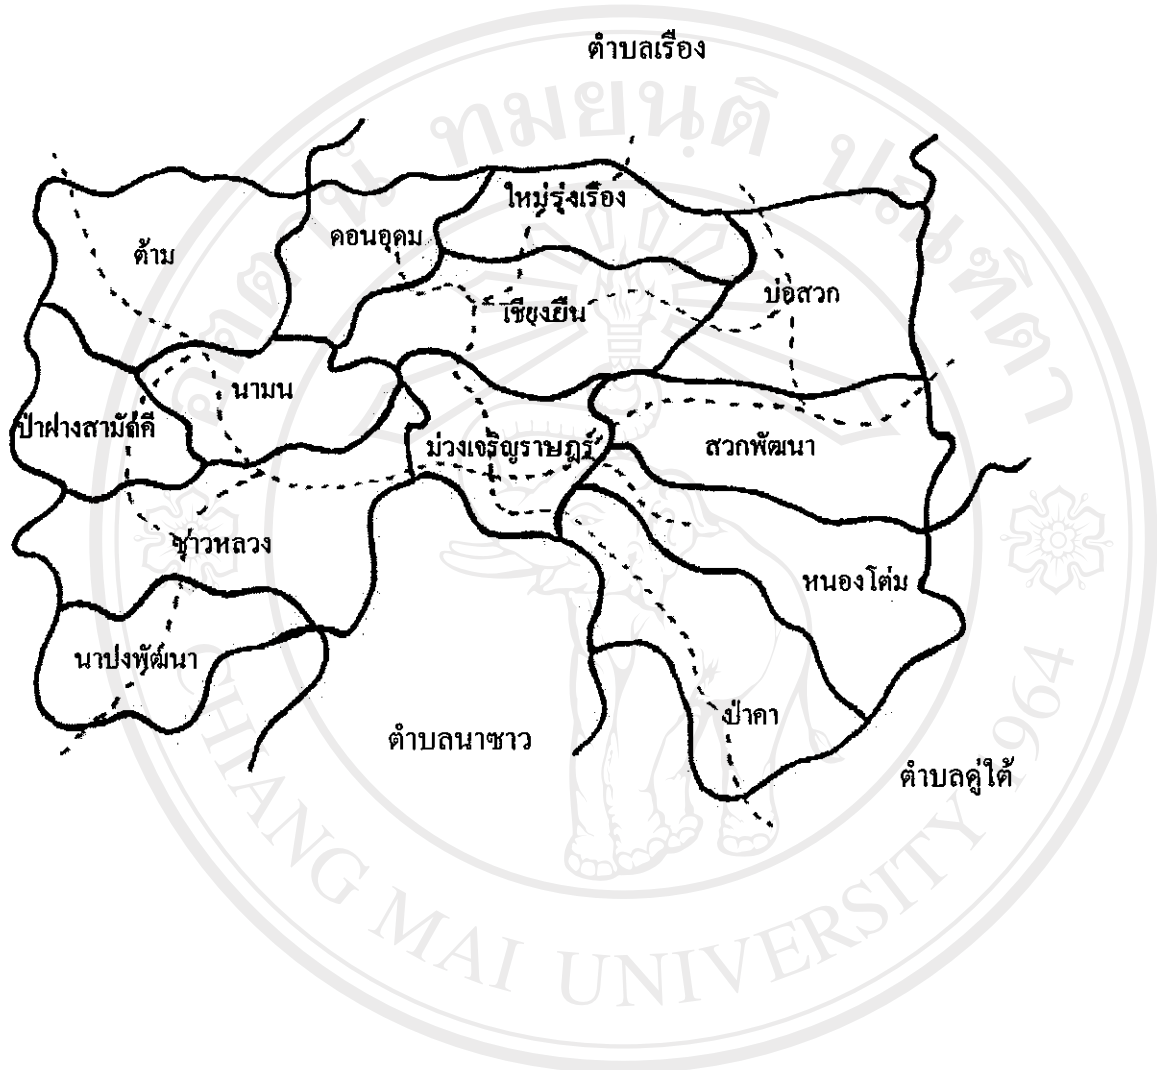 ตำบลเรือง
ใหม่รุ่งเรือง
ดอนอุดม
ต้าม
บ่อสวก
เชียงยืน
นามน
ป่าฝางสามัคคี
ม่วงเจริญราษฎร์
สวกพัฒนา
ซาวหลวง
หนองโต่ม
นาปงพัฒนา
ป่าคา
ตำบลนาซาว
ตำบลดู่ใต้
CHIANG MAI UNIVERSITY 1964